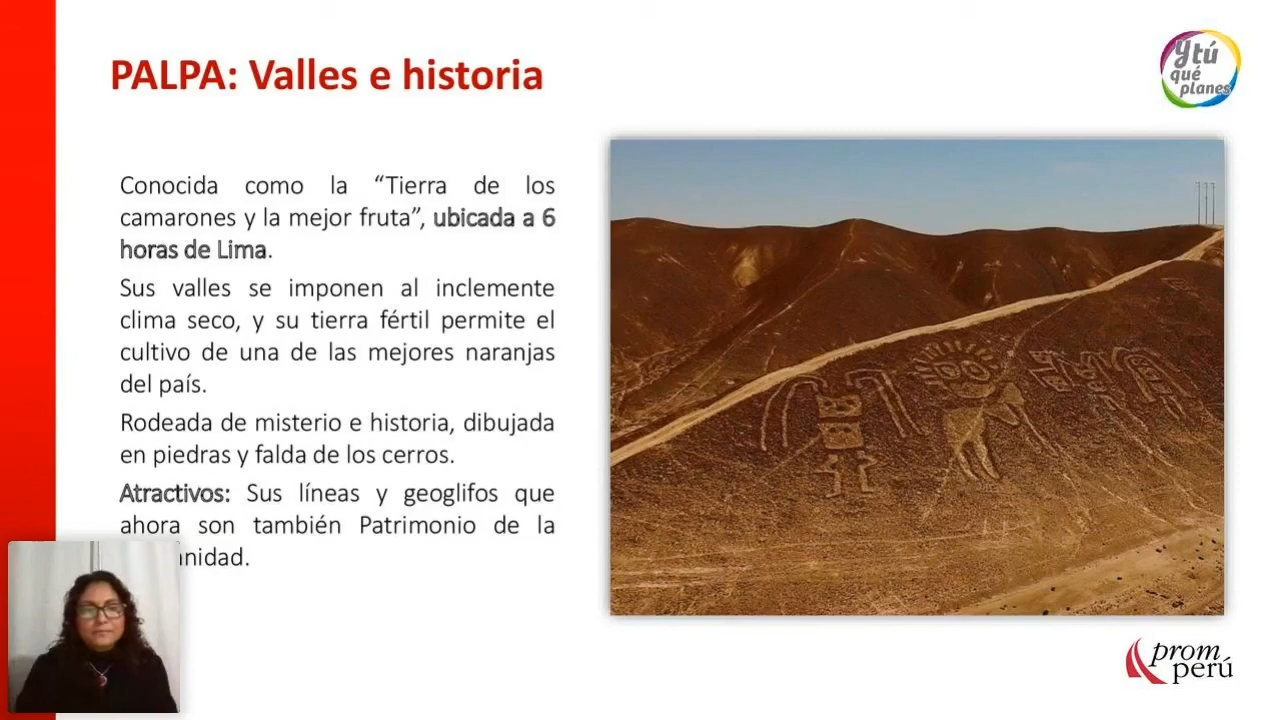 PALPA: Valles e historia
Ytú
qué
planes
Conocida como la “Tierra de los
camarones y la mejor fruta”, ubicada a 6
horas de Lima.
Sus valles se imponen al inclemente
clima seco, y su tierra fértil permite el
cultivo de una de las mejores naranjas
del país.
Rodeada de misterio e historia, dibujada
en piedras y falda de los cerros.
Atractivos: Sus líneas y geoglifos que
ahora son también Patrimonio de la
prom
perú